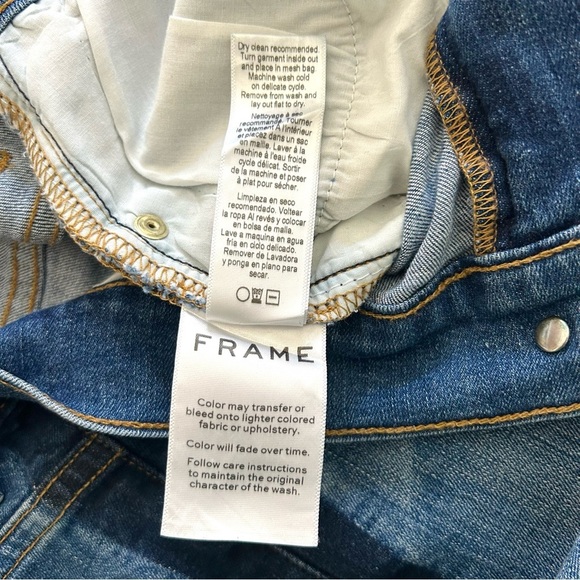 Dry clean recommended.
Turn garment inside out
and place in mesh bag.
Machine wash cold
on delicate cycle.
Remove from wash and
lay out flat to dry.
Nettoyage à sec
recommandé. Tourner
le vêtement À l'intérieur
et placez dans un sac
en maille. Laver à la
machine à l'eau froide
cycle délicat. Remove
de la machine et poser
à plat pour sécher.
Limpieza en seco
recomendado. Voltear
la ropa Al revés y colocar
en bolsa de malla.
Lave a maquina en agua
fría en ciclo delicado.
Remover de Lavadora
y ponga en plano para
secar.
FRAME
Color may transfer or
bleed onto lighter colored
fabric or upholstery.
Color will fade over time.
Follow care instructions
to maintain the original
character of the wash.